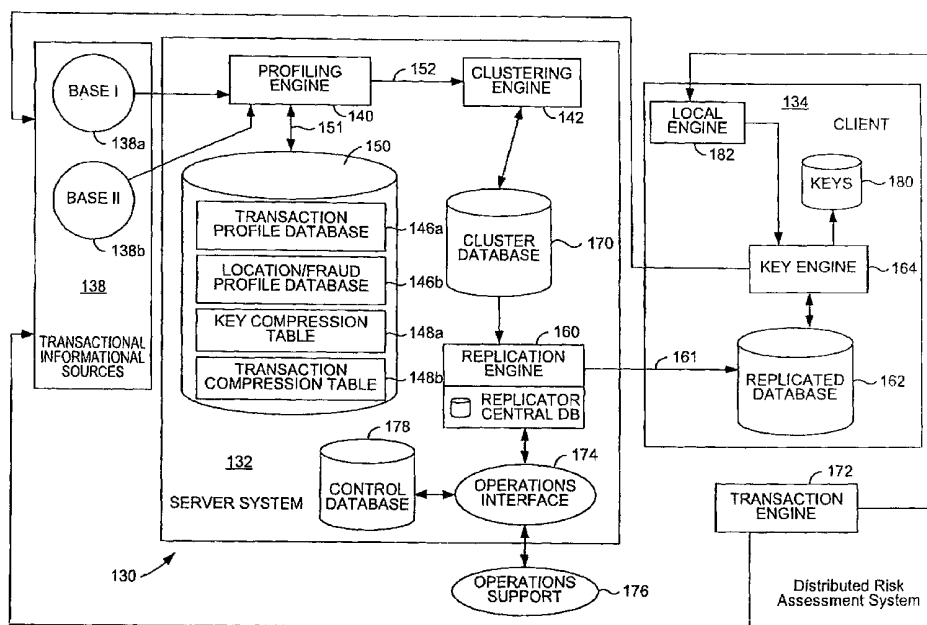 BASE I
138a
BASE II
138b
138
TRANSACTIONAL
INFORMATIONAL
SOURCES
PROFILING
ENGINE
140
152
CLUSTERING
ENGINE
142
151
150
TRANSACTION
PROFILE DATABASE
146a
LOCATION/FRAUD
PROFILE DATABASE
146b
KEY COMPRESSION
TABLE
148a
TRANSACTION
COMPRESSION TABLE
148b
CLUSTER
DATABASE
170
160
REPLICATION
ENGINE
REPLICATOR
CENTRAL DB
161
132
SERVER SYSTEM
178
CONTROL
DATABASE
174
OPERATIONS
INTERFACE
130
OPERATIONS
SUPPORT
176
134
CLIENT
LOCAL
ENGINE
182
KEYS
180
KEY ENGINE
164
REPLICATED
DATABASE
162
172
TRANSACTION
ENGINE
Distributed Risk
Assessment System